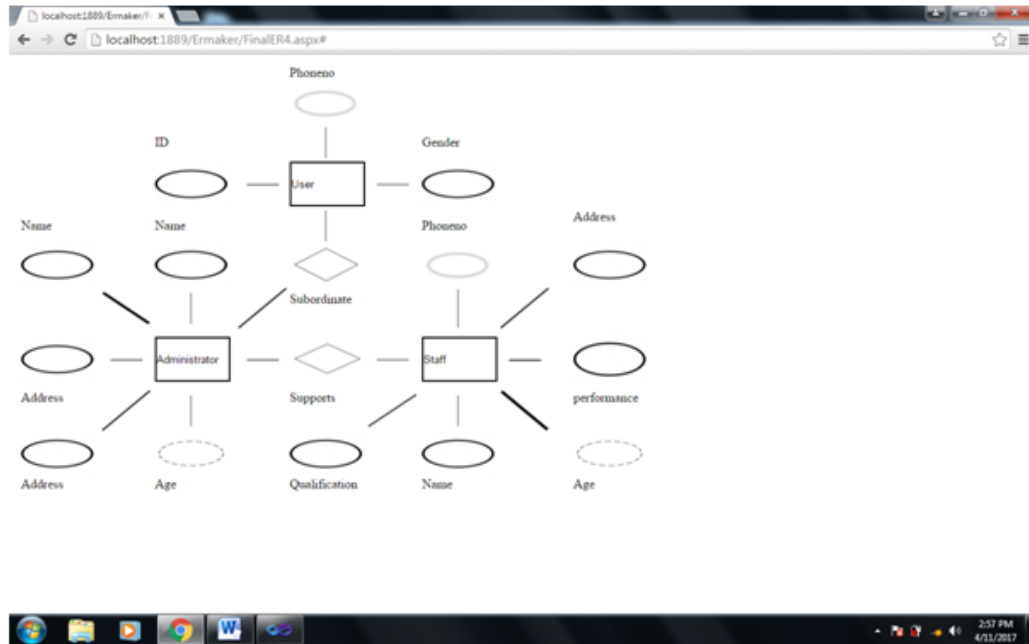 localhost:1889/Ermaker/Fi
localhost:1889/Ermaker/FinalER4.aspx#
Phoneno
ID
Gender
User
Name
Name
Phoneno
Address
Subordinate
Administrator
Staff
Address
Supports
performance
Address
Age
Qualification
Name
Age
2:57 PM
4/11/2017